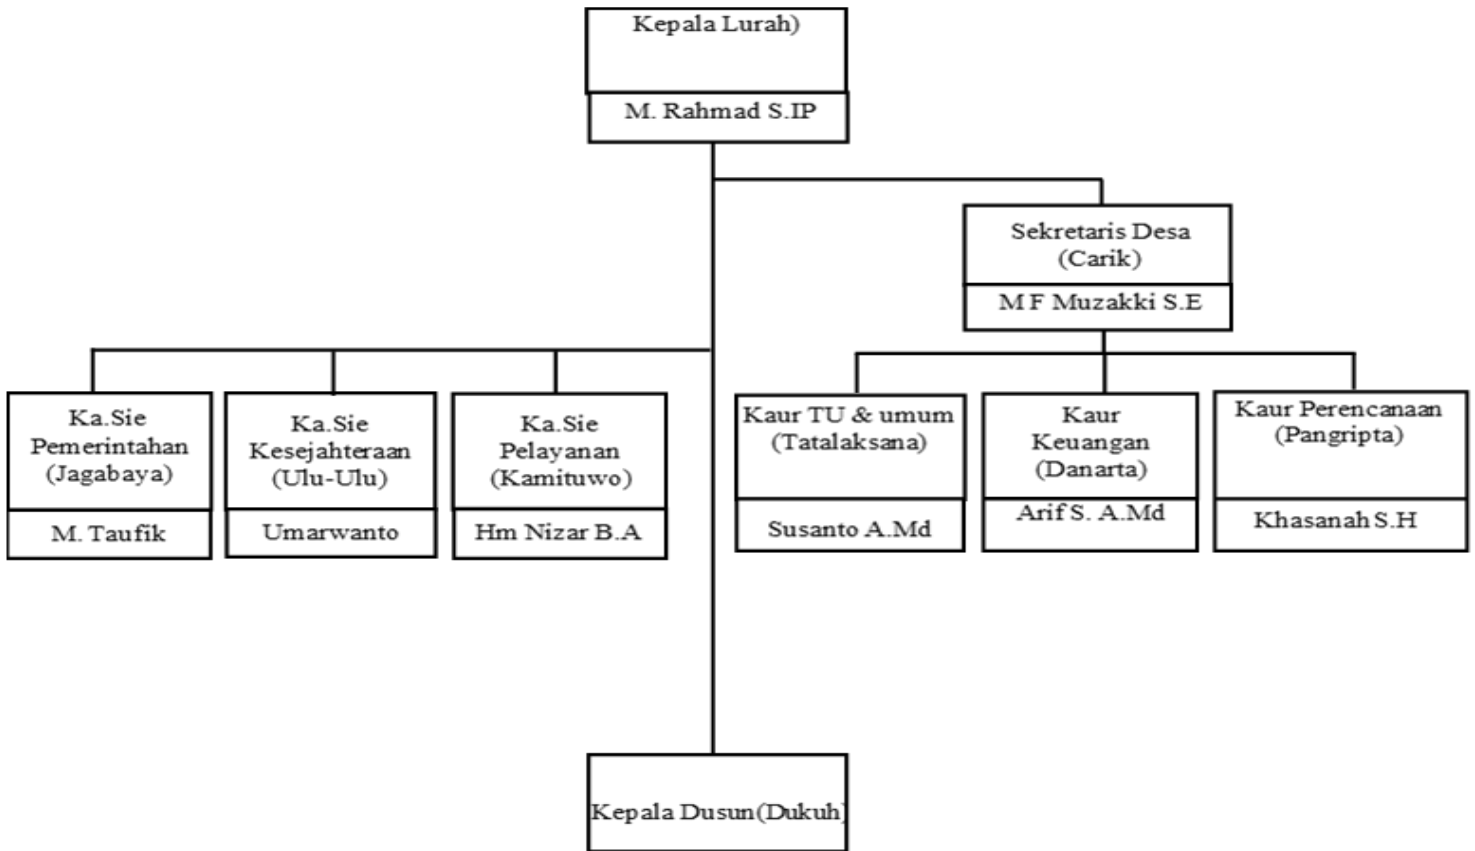 Kepala Lurah)
M. Rahmad S.IP
Sekretaris Desa
(Carik)
M F Muzakki S.E
Ka.Sie
Pemerintahan
(Jagabaya)
M. Taufik
Ka.Sie
Kesejahteraan
(Ulu-Ulu)
Umarwanto
Ka.Sie
Pelayanan
(Kamituwo)
Hm Nizar B.A
Kaur TU & umum
(Tatalaksana)
Susanto A.Md
Kaur
Keuangan
(Danarta)
Arif S. A.Md
Kaur Perencanaan
(Pangripta)
Khasanah S.H
Kepala Dusun(Dukuh)